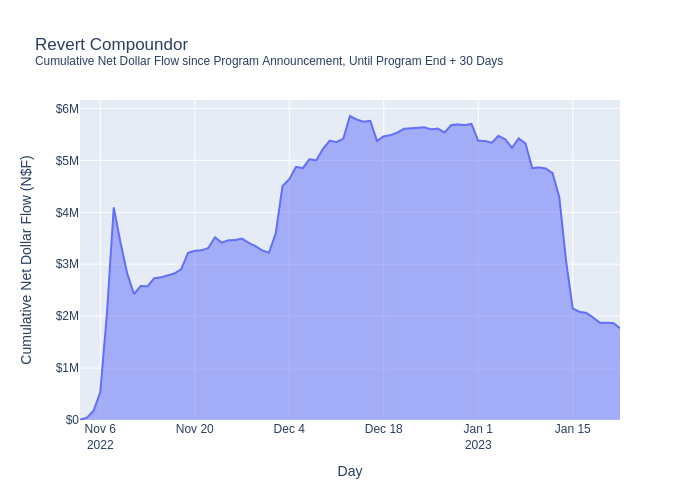 Revert Compoundor
Cumulative Net Dollar Flow since Program Announcement, Until Program End + 30 Days
Cumulative Net Dollar Flow (N$F)
$6M
$5M
$4M
$3M
$2M
$1M
$0
Nov 6 Nov 20 Dec 4 Dec 18 Jan 1 Jan 15
2022 2023
Day